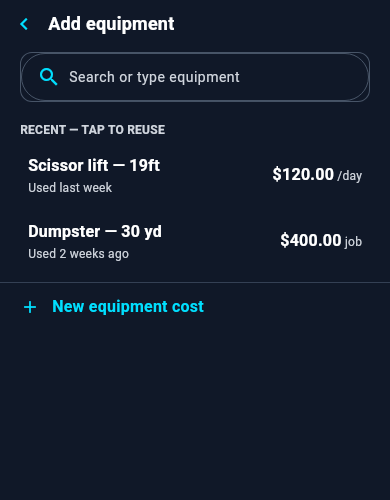 Add equipment
Search or type equipment
RECENT — TAP TO REUSE
Scissor lift — 19ft
$120.00 /day
Used last week
Dumpster — 30 yd
$400.00 job
Used 2 weeks ago
New equipment cost